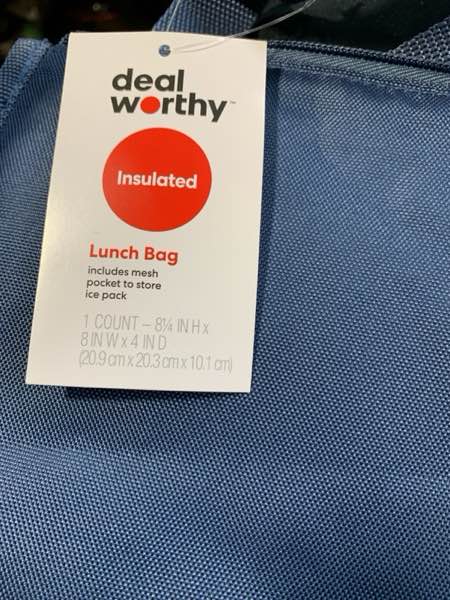 deal
worthy™
Insulated
Lunch Bag
includes mesh
pocket to store
ice pack
1 COUNT – 8¼ IN H x
8 IN W x 4 IN D
(20.9 cm x 20.3 cm x 10.1 cm)